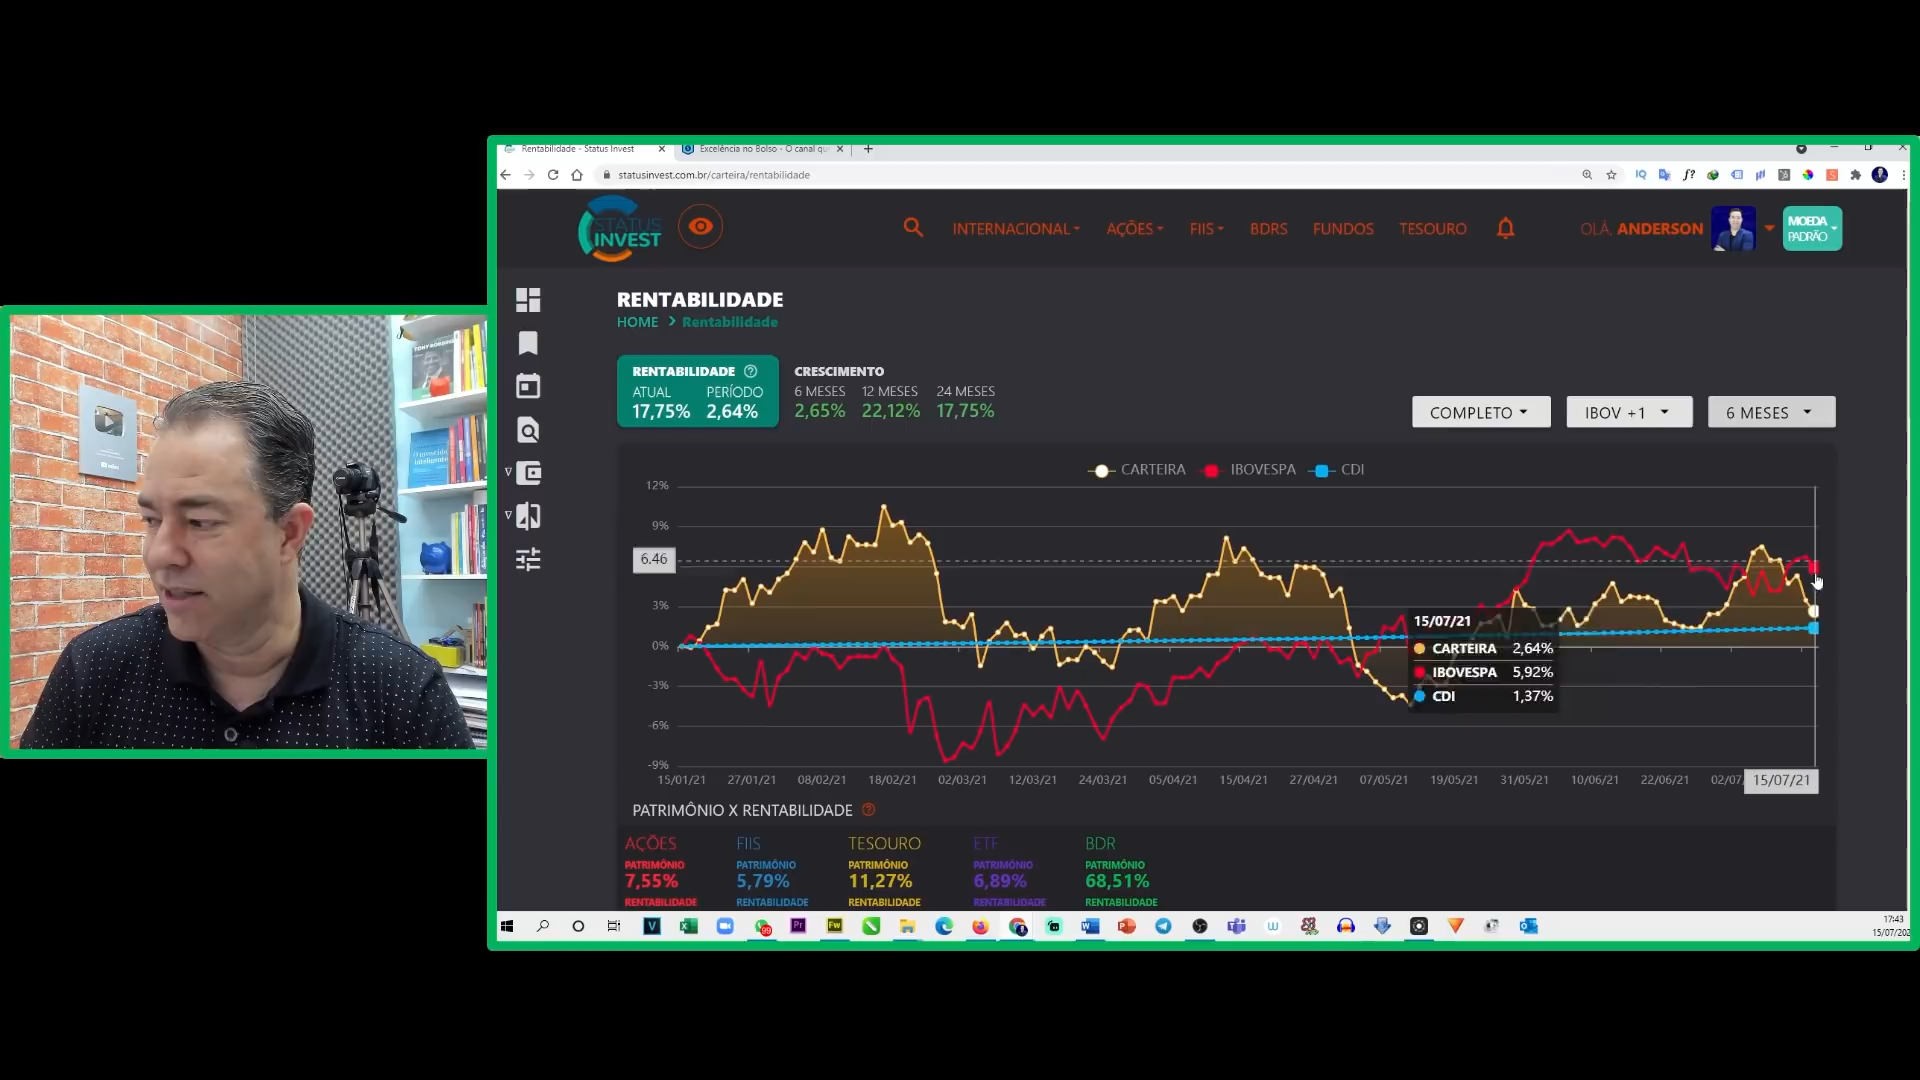 Rentabilidade - Status Invest
Excelência no Bolso - O canal qu
statusinvest.com.br/carteira/rentabilidade
STATUS
INVEST
INTERNACIONAL
AÇÕES
FIIS
BDRS
FUNDOS
TESOURO
OLÁ, ANDERSON
MOEDA
PADRÃO
RENTABILIDADE
HOME > Rentabilidade
RENTABILIDADE
ATUAL PERÍODO
17,75% 2,64%
CRESCIMENTO
6 MESES 12 MESES 24 MESES
2,65% 22,12% 17,75%
COMPLETO
IBOV +1
6 MESES
CARTEIRA IBOVESPA CDI
12%
9%
6.46
3%
0%
-3%
-6%
-9%
15/07/21
CARTEIRA 2,64%
IBOVESPA 5,92%
CDI 1,37%
15/01/21 27/01/21 08/02/21 18/02/21 02/03/21 12/03/21 24/03/21 05/04/21 15/04/21 27/04/21 07/05/21 19/05/21 31/05/21 10/06/21 22/06/21 02/07 15/07/21
PATRIMÔNIO X RENTABILIDADE
AÇÕES FIIS TESOURO ETF BDR
PATRIMÔNIO PATRIMÔNIO PATRIMÔNIO PATRIMÔNIO PATRIMÔNIO
7,55% 5,79% 11,27% 6,89% 68,51%
RENTABILIDADE RENTABILIDADE RENTABILIDADE RENTABILIDADE RENTABILIDADE
17:43
15/07/202